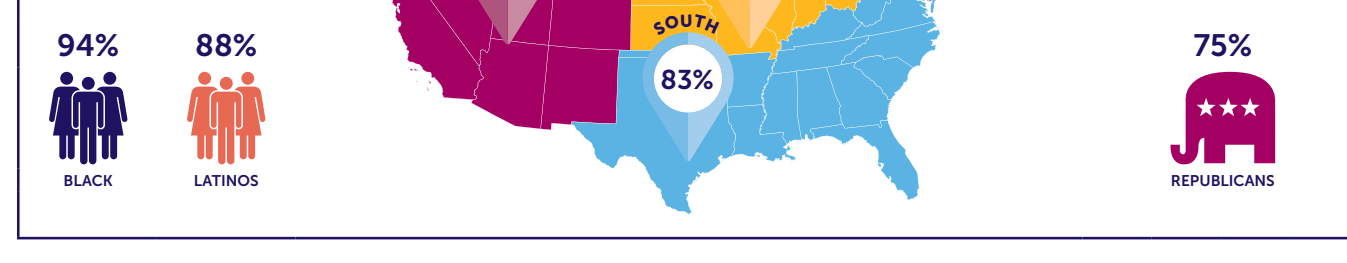 94%
88%
BLACK
LATINOS
SOUTH
83%
75%
REPUBLICANS